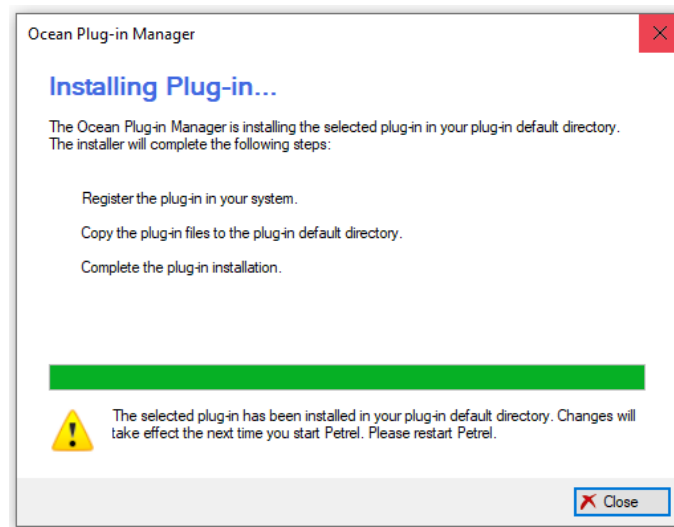 Ocean Plug-in Manager
Installing Plug-in...
The Ocean Plug-in Manager is installing the selected plug-in in your plug-in default directory.
The installer will complete the following steps:
Register the plug-in in your system.
Copy the plug-in files to the plug-in default directory.
Complete the plug-in installation.
The selected plug-in has been installed in your plug-in default directory. Changes will
take effect the next time you start Petrel. Please restart Petrel.
Close